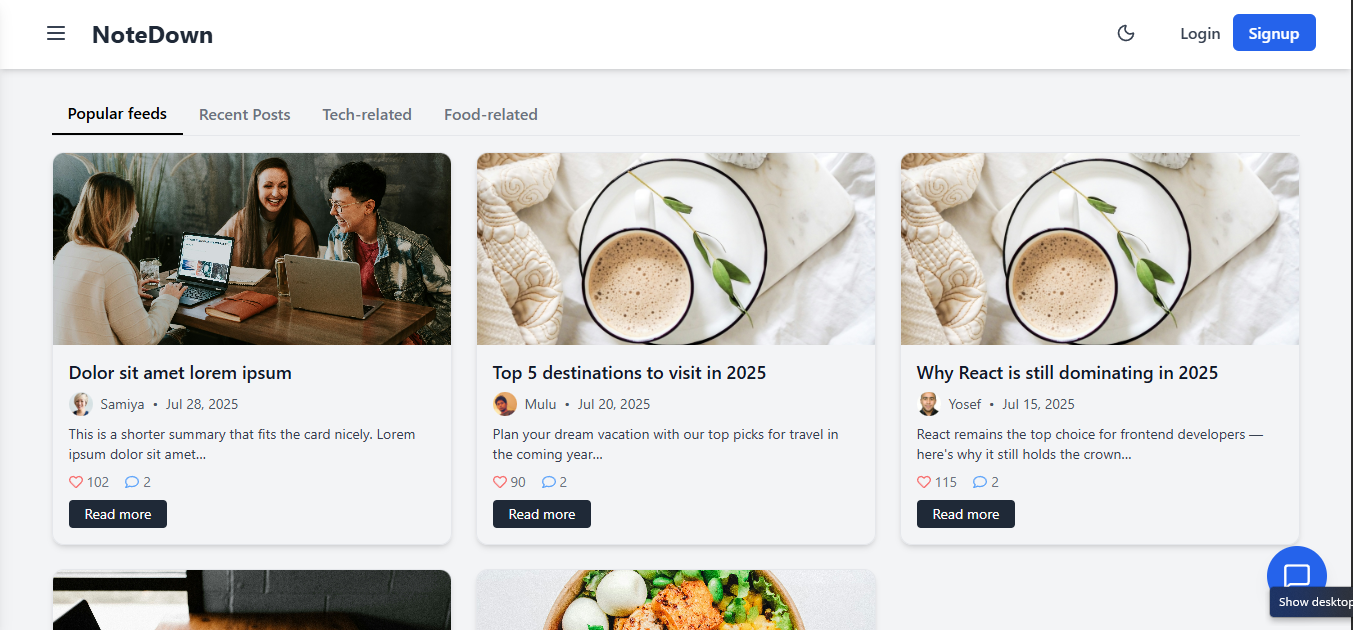 NoteDown
Login
Signup
Popular feeds
Recent Posts
Tech-related
Food-related
Dolor sit amet lorem ipsum
Samiya • Jul 28, 2025
This is a shorter summary that fits the card nicely. Lorem
ipsum dolor sit amet...
102
2
Read more
Top 5 destinations to visit in 2025
Mulu • Jul 20, 2025
Plan your dream vacation with our top picks for travel in
the coming year...
90
2
Read more
Why React is still dominating in 2025
Yosef • Jul 15, 2025
React remains the top choice for frontend developers —
here's why it still holds the crown...
115
2
Read more
Show desktop